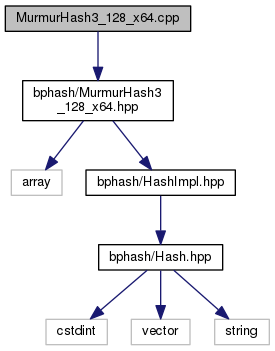 MurmurHash3_128_x64.cpp
bphash/MurmurHash3
_128_x64.hpp
array
bphash/HashImpl.hpp
bphash/Hash.hpp
cstdint
vector
string